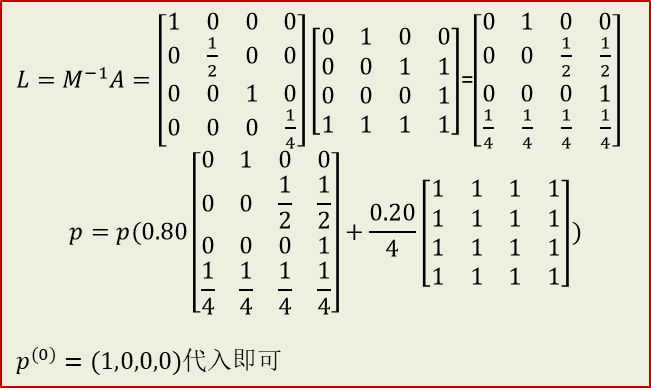 L = M⁻¹A = [1 0 0 0; 0 1/2 0 0; 0 0 1 0; 0 0 0 1/4] [0 1 0 0; 0 0 1 1; 0 0 0 1; 1 1 1 1] = [0 1 0 0; 0 0 1/2 1/2; 0 0 0 1; 1/4 1/4 1/4 1/4]
p = p(0.80 [0 1 0 0; 0 0 1/2 1/2; 0 0 0 1; 1/4 1/4 1/4 1/4] + 0.20/4 [1 1 1 1; 1 1 1 1; 1 1 1 1; 1 1 1 1])
p⁽⁰⁾ = (1,0,0,0)代入即可